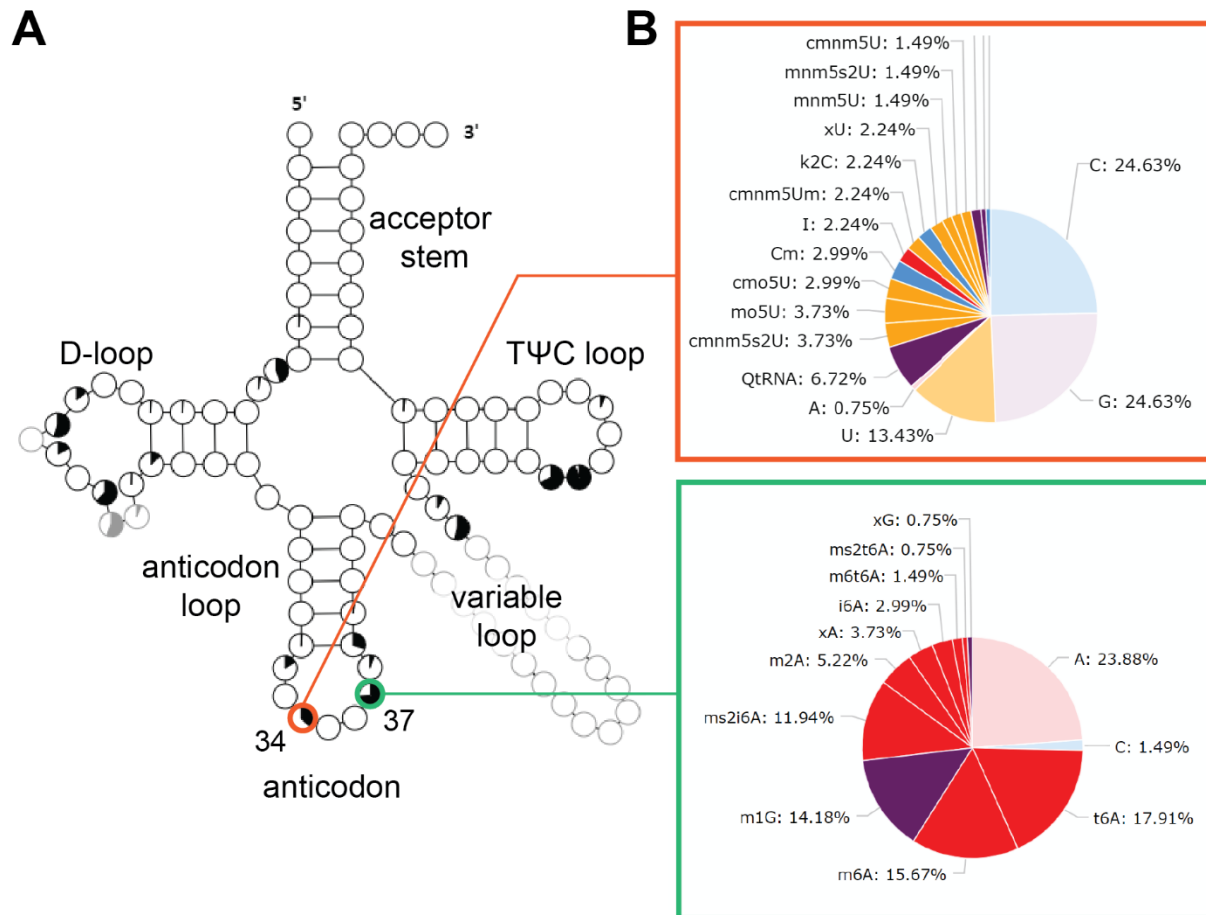 A
5'
3'
acceptor
stem
D-loop
TΨC loop
anticodon
loop
variable
loop
34
37
anticodon
B
cmnm5U: 1.49%
mnm5s2U: 1.49%
mnm5U: 1.49%
xU: 2.24%
k2C: 2.24%
cmnm5Um: 2.24%
I: 2.24%
Cm: 2.99%
cmo5U: 2.99%
mo5U: 3.73%
cmnm5s2U: 3.73%
QtRNA: 6.72%
A: 0.75%
U: 13.43%
C: 24.63%
G: 24.63%
xG: 0.75%
ms2t6A: 0.75%
m6t6A: 1.49%
i6A: 2.99%
xA: 3.73%
m2A: 5.22%
ms2i6A: 11.94%
m1G: 14.18%
m6A: 15.67%
A: 23.88%
C: 1.49%
t6A: 17.91%